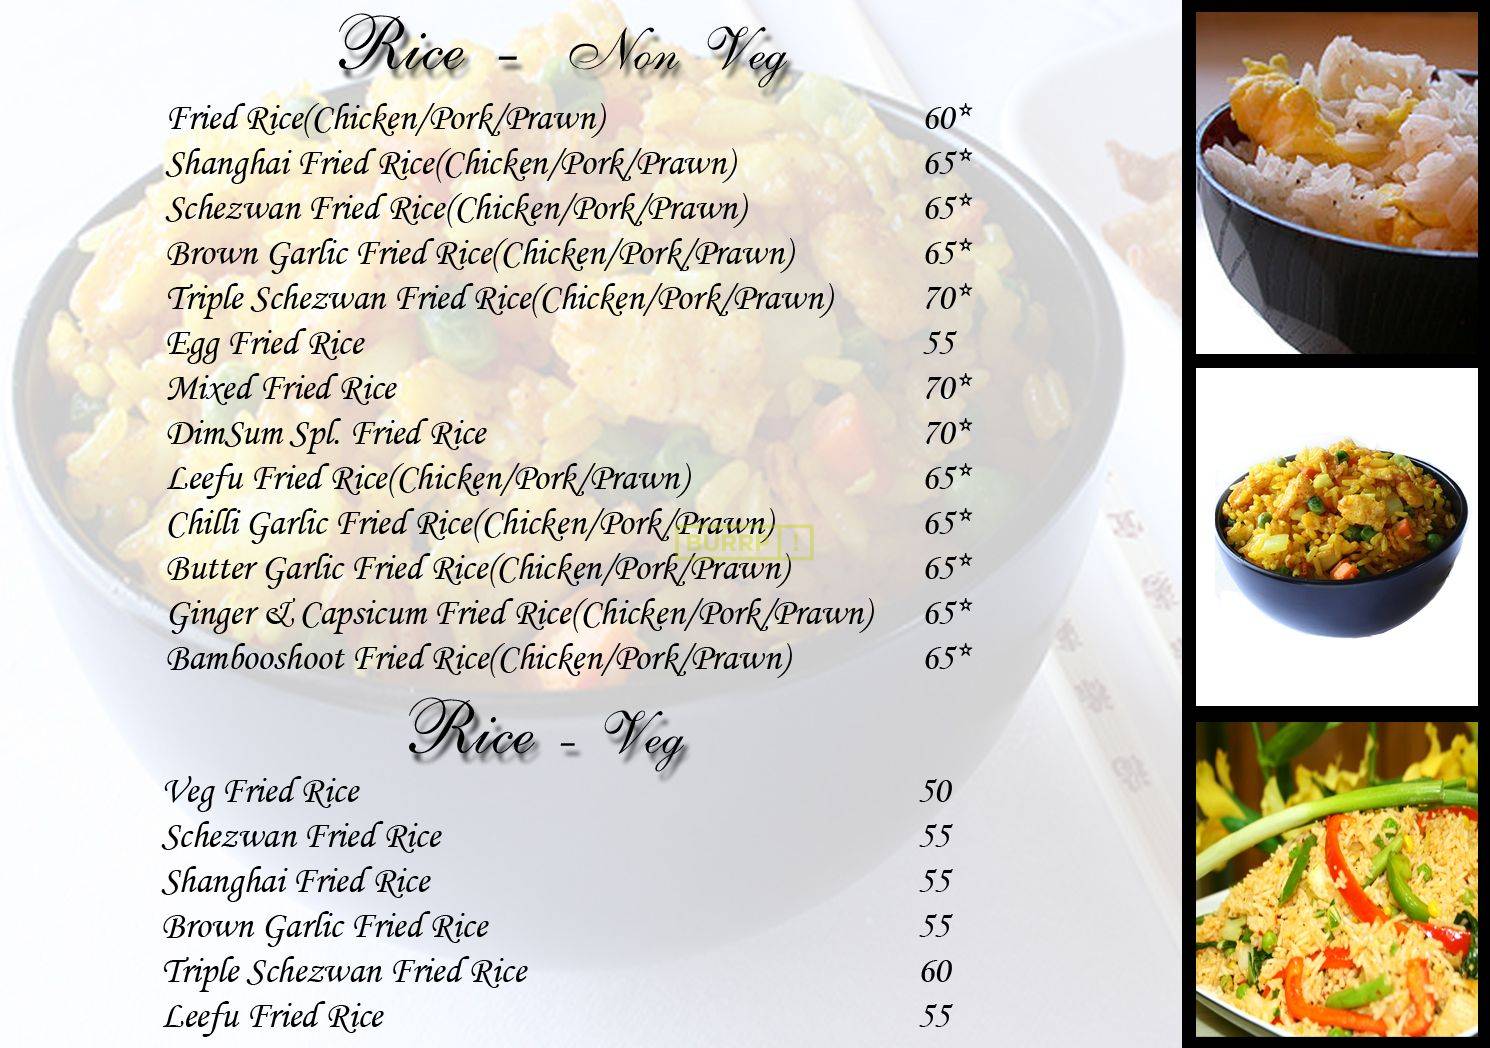 Rice - Non Veg
Fried Rice(Chicken/Pork/Prawn) 60☆
Shanghai Fried Rice(Chicken/Pork/Prawn) 65☆
Schezwan Fried Rice(Chicken/Pork/Prawn) 65☆
Brown Garlic Fried Rice(Chicken/Pork/Prawn) 65☆
Triple Schezwan Fried Rice(Chicken/Pork/Prawn) 70☆
Egg Fried Rice 55
Mixed Fried Rice 70☆
DimSum Spl. Fried Rice 70☆
Leefu Fried Rice(Chicken/Pork/Prawn) 65☆
Chilli Garlic Fried Rice(Chicken/Pork/Prawn) 65☆
BURRP!
Butter Garlic Fried Rice(Chicken/Pork/Prawn) 65☆
Ginger & Capsicum Fried Rice(Chicken/Pork/Prawn) 65☆
Bambooshoot Fried Rice(Chicken/Pork/Prawn) 65☆
Rice - Veg
Veg Fried Rice 50
Schezwan Fried Rice 55
Shanghai Fried Rice 55
Brown Garlic Fried Rice 55
Triple Schezwan Fried Rice 60
Leefu Fried Rice 55